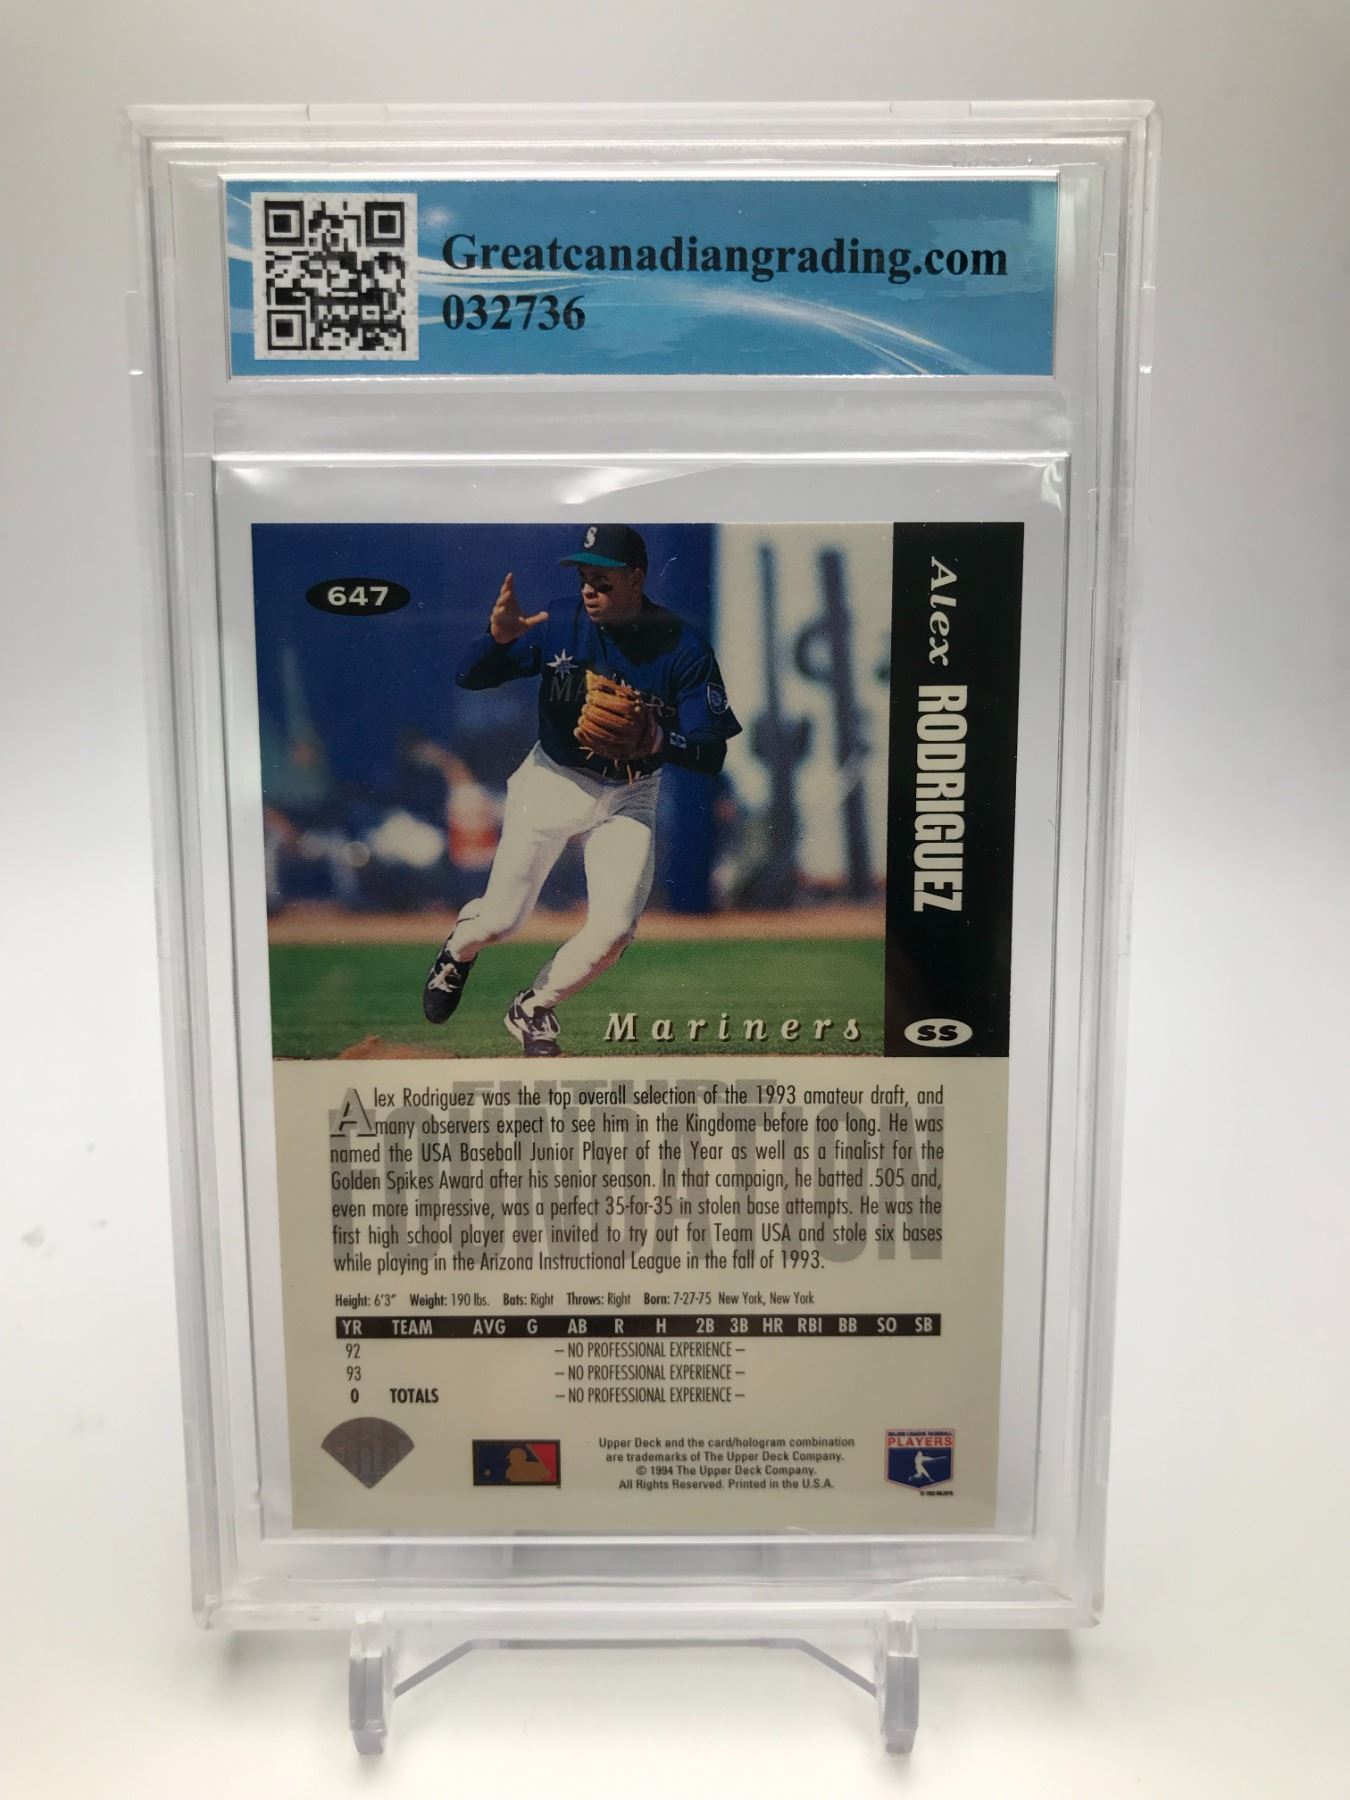 Greatcanadiangrading.com
032736
647
S
MARINERS
Alex RODRIGUEZ
Mariners
SS
FUTURE
FOUNDATION
Alex Rodriguez was the top overall selection of the 1993 amateur draft, and
many observers expect to see him in the Kingdome before too long. He was
named the USA Baseball Junior Player of the Year as well as a finalist for the
Golden Spikes Award after his senior season. In that campaign, he batted .505 and,
even more impressive, was a perfect 35-for-35 in stolen base attempts. He was the
first high school player ever invited to try out for Team USA and stole six bases
while playing in the Arizona Instructional League in the fall of 1993.
Height: 6'3" Weight: 190 lbs. Bats: Right Throws: Right Born: 7-27-75 New York, New York
YR TEAM AVG G AB R H 2B 3B HR RBI BB SO SB
92 – NO PROFESSIONAL EXPERIENCE –
93 – NO PROFESSIONAL EXPERIENCE –
0 TOTALS – NO PROFESSIONAL EXPERIENCE –
Upper Deck and the card/hologram combination
are trademarks of The Upper Deck Company.
© 1994 The Upper Deck Company.
All Rights Reserved. Printed in the U.S.A.
MAJOR LEAGUE BASEBALL
PLAYERS